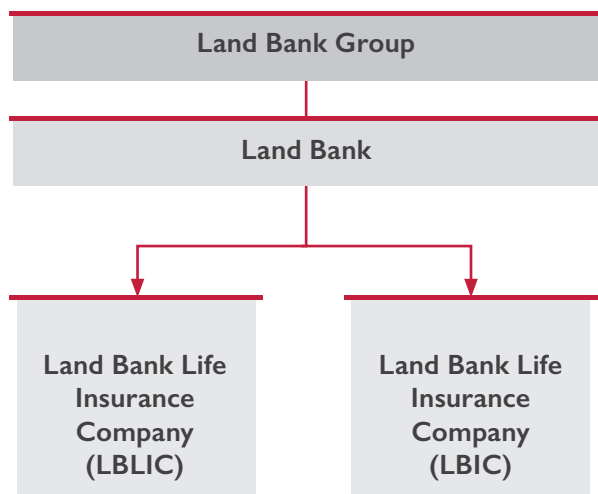 Land Bank Group
Land Bank
Land Bank Life
Insurance
Company
(LBLIC)
Land Bank Life
Insurance
Company
(LBIC)